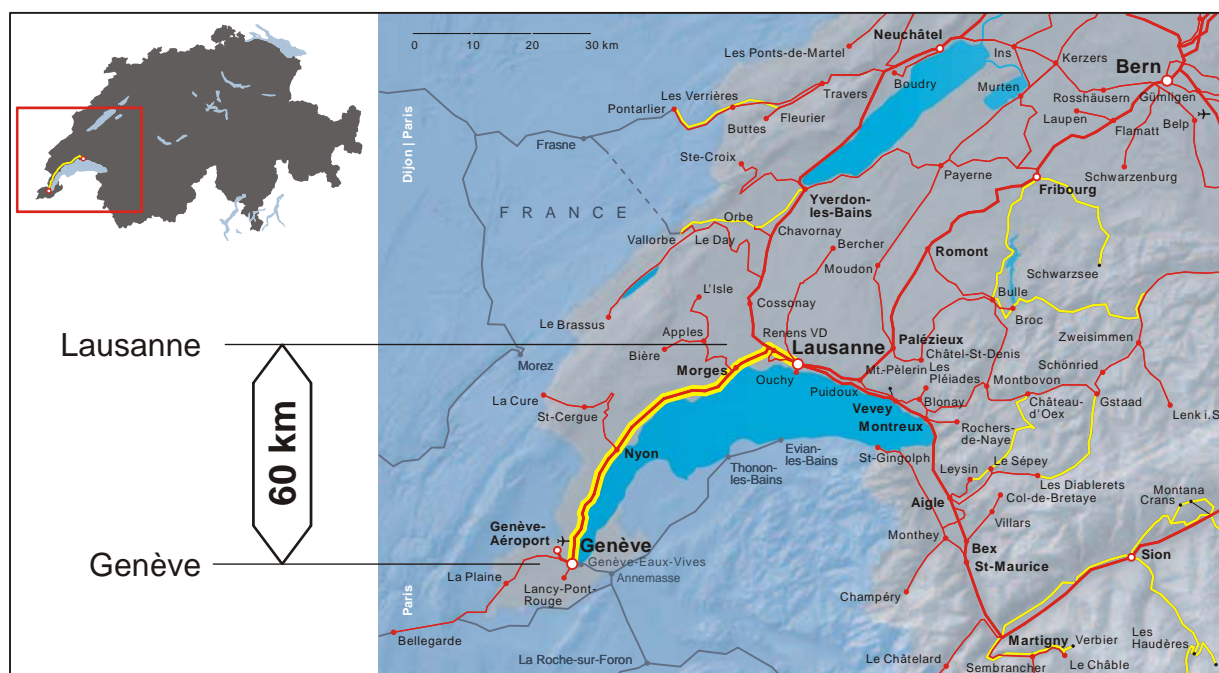 0 10 20 30 km
Dijon | Paris
Neuchâtel
Ins
Les Ponts-de-Martel
Kerzers
Bern
Les Verrières
Travers
Boudry
Murten
Pontarlier
Rosshäusern
Gümligen
Buttes
Fleurier
Laupen
Flamatt
Belp
Frasne
Ste-Croix
Payerne
Schwarzenburg
Fribourg
Yverdon-
les-Bains
FRANCE
Orbe
Vallorbe
Le Day
Chavornay
Bercher
Romont
Moudon
Schwarzsee
L'Isle
Bulle
Cossonay
Broc
Le Brassus
Apples
Renens VD
Palézieux
Zweisimmen
Lausanne
Bière
Lausanne
Châtel-St-Denis
Schönried
Morez
Morges
Ouchy
Mt-Pèlerin
Les
Pléiades
Montbovon
Puidoux
La Cure
Blonay
Château-
d'Oex
Gstaad
St-Cergue
Vevey
Lenk i.S
Montreux
Rochers-
de-Naye
60 km
Nyon
Evian-
les-Bains
St-Gingolph
Thonon-
les-Bains
Leysin
Le Sépey
Les Diablerets
Aigle
Col-de-Bretaye
Montana
Crans
Villars
Genève-
Aéroport
Monthey
Genève
Bex
Sion
Genève
Genève-Eaux-Vives
St-Maurice
La Plaine
Annemasse
Lancy-Pont-
Rouge
Champéry
Paris
Bellegarde
Martigny
Verbier
Les
Haudères
La Roche-sur-Foron
Le Châtelard
Sembrancher
Le Châble